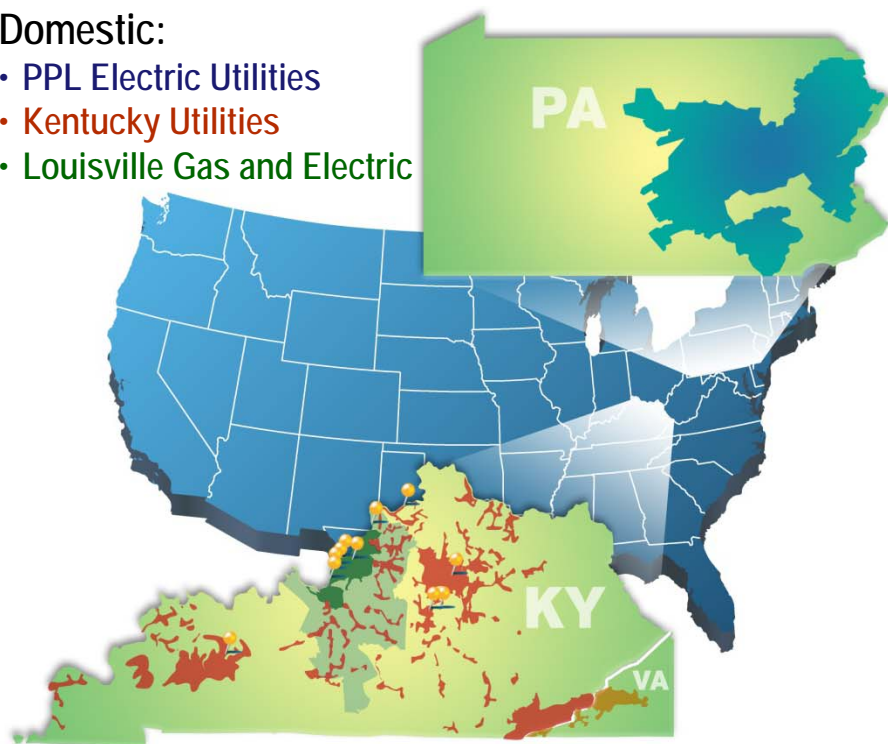 Domestic:
• PPL Electric Utilities
• Kentucky Utilities
• Louisville Gas and Electric
PA
KY
VA